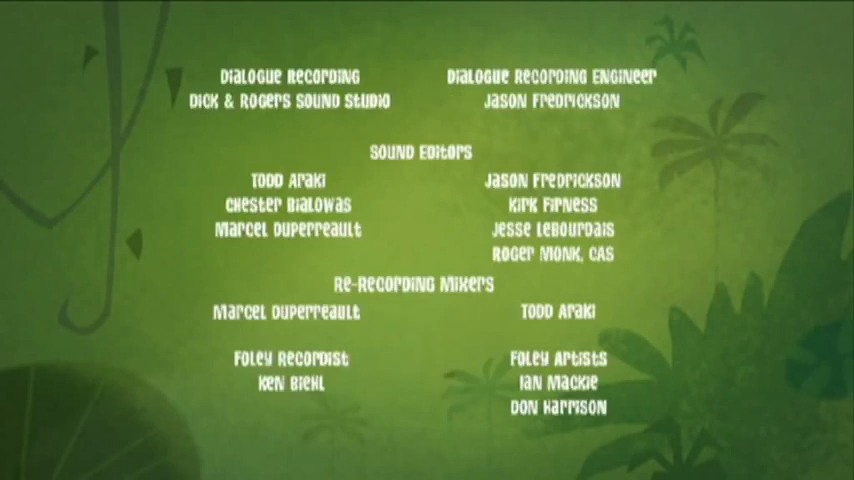 Dialogue Recording
Dick & Rogers Sound Studio
Dialogue Recording Engineer
Jason Fredrickson
Sound Editors
Todd Araki
Chester Bialowas
Marcel Duperreault
Jason Fredrickson
Kirk Firness
Jesse LeBourdais
Roger Monk, CAS
Re-Recording Mixers
Marcel Duperreault
Todd Araki
Foley Recordist
Ken Biehl
Foley Artists
Ian Mackie
Don Harrison